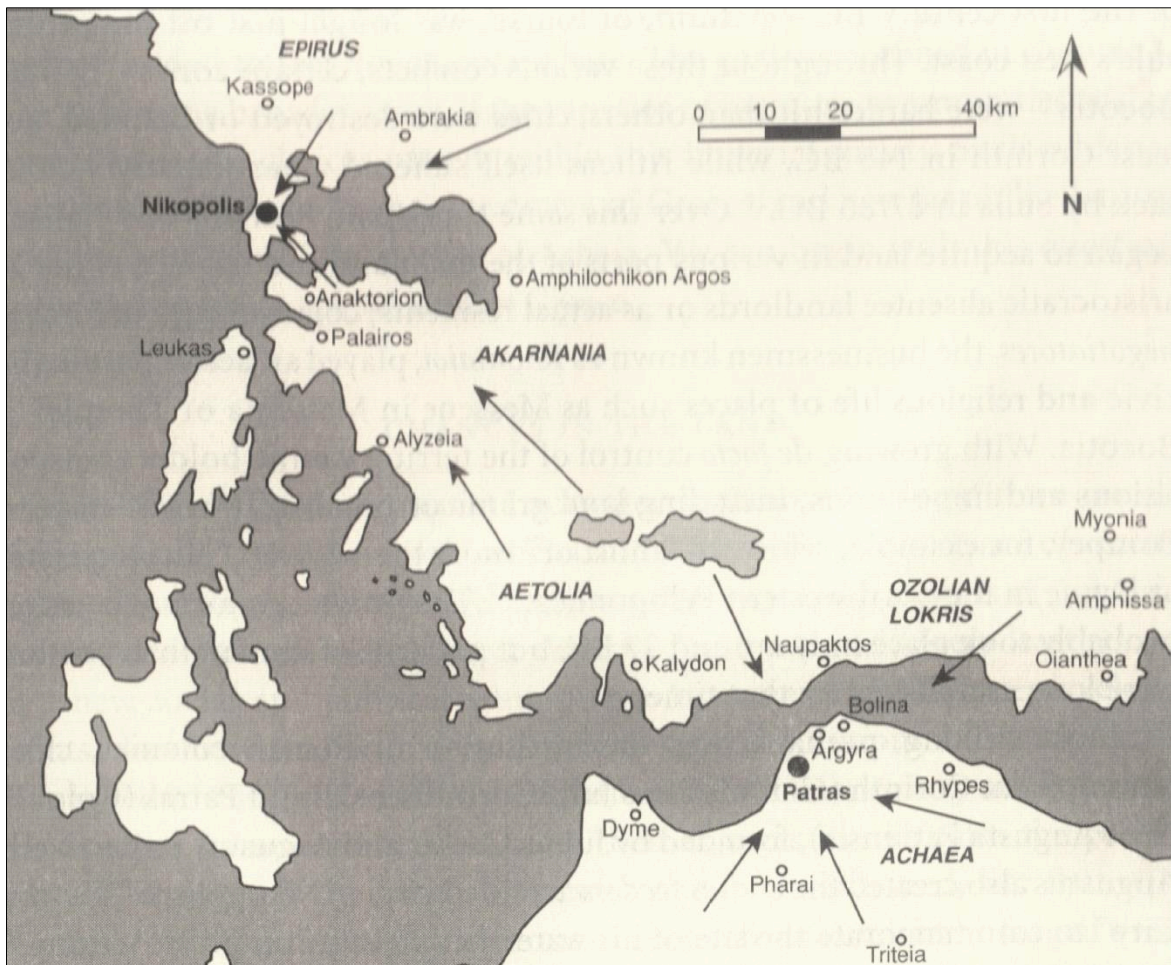 EPIRUS
Kassope
Ambrakia
0 10 20 40 km
N
Nikopolis
Amphilochikon Argos
Anaktorion
Palairos
Leukas
AKARNANIA
Alyzeia
Myonia
AETOLIA
OZOLIAN
LOKRIS
Amphissa
Naupaktos
Kalydon
Oianthea
Bolina
Argyra
Patras
Rhypes
Dyme
ACHAEA
Pharai
Triteia